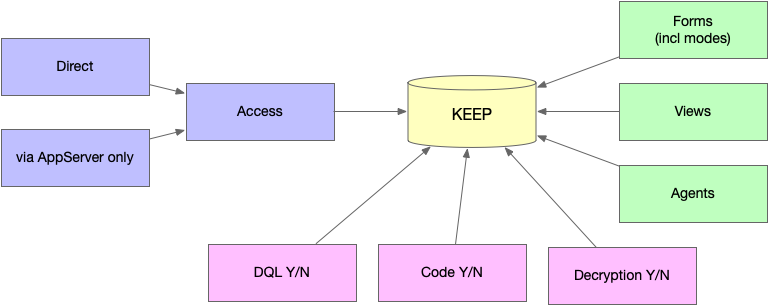 Forms
(incl modes)
Direct
Access
KEEP
Views
via AppServer only
Agents
DQL Y/N
Code Y/N
Decryption Y/N